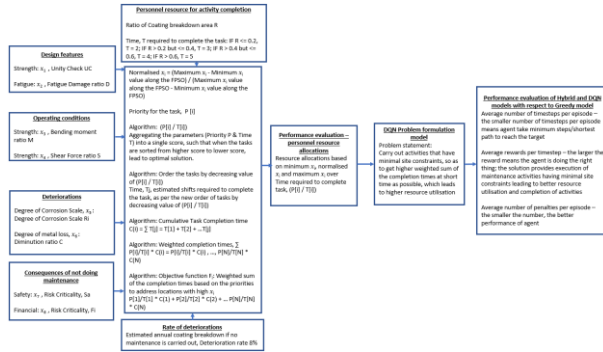 Personnel resource for activity completion
Ratio of Coating breakdown area R
Time, T required to complete the task: IF R <= 0.2,
T = 2; IF R > 0.2 but <= 0.4, T = 3; IF R > 0.4 but <=
0.6, T = 4; IF R > 0.6, T = 5
Design features
Strength: x₁ , Unity Check UC
Fatigue: x₂ , Fatigue Damage ratio D
Operating conditions
Strength: x₃ , Bending moment
ratio M
Strength: x₄ , Shear Force ratio S
Deteriorations
Degree of Corrosion Scale, x₅:
Degree of Corrosion Scale Ri
Degree of metal loss, x₆:
Diminution ratio C
Consequences of not doing
maintenance
Safety: x₇ , Risk Criticality, Sa
Financial: x₈ , Risk Criticality, Fi
Normalised xᵢ = (Maximum xᵢ - Minimum xᵢ
value along the FPSO) / (Maximum xᵢ value
along the FPSO - Minimum xᵢ value along the
FPSO)
Priority for the task, P [i]
Algorithm: (P[i] / T[i])
Aggregating the parameters (Priority P & Time
T) into a single score, such that when the tasks
are sorted from higher score to lower score,
lead to optimal solution.
Algorithm: Order the tasks by decreasing value
of (P[i] / T[i])
Time, Tj, estimated shifts required to complete
the task, as per the new order of tasks by
decreasing value of (P[i] / T[i])
Algorithm: Cumulative Task Completion time
C(i) = ∑ T[j] = T[1] + T[2] + ...T[j]
Algorithm: Weighted completion times, ∑
P[i]/T[i] * C(i) = P[i]/T[i] * C(i) , ..., P[N]/T[N] *
C(N)
Algorithm: Objective function F: Weighted sum
of the completion times based on the priorities
to address locations with high xᵢ
P[1]/T[1] * C(1) + P[2]/T[2] * C(2) + ... P[N]/T[N]
* C(N)
Rate of deteriorations
Estimated annual coating breakdown if no
maintenance is carried out, Deterioration rate 8%
Performance evaluation –
personnel resource
allocations
Resource allocations based
on minimum xᵢ,
normalised xᵢ and
maximum xᵢ over
Time required to complete
task, (P[i] / T[i])
DQN Problem formulation
model
Problem statement:
Carry out activities that have
minimal site constraints, so as
to get higher weighted sum of
the completion times at short
time as possible, which leads
to higher resource utilisation
Performance evaluation of Hybrid and DQN
models with respect to Greedy model
Average number of timesteps per episode –
the smaller number of timesteps per episode
means agent take minimum steps/shortest
path to reach the target
Average rewards per timestep – the larger the
reward means the agent is doing the right
thing; the solution provides execution of
maintenance activities having minimal site
constraints leading to better resource
utilisation and completion of activities
Average number of penalties per episode –
the smaller the number, the better
performance of agent